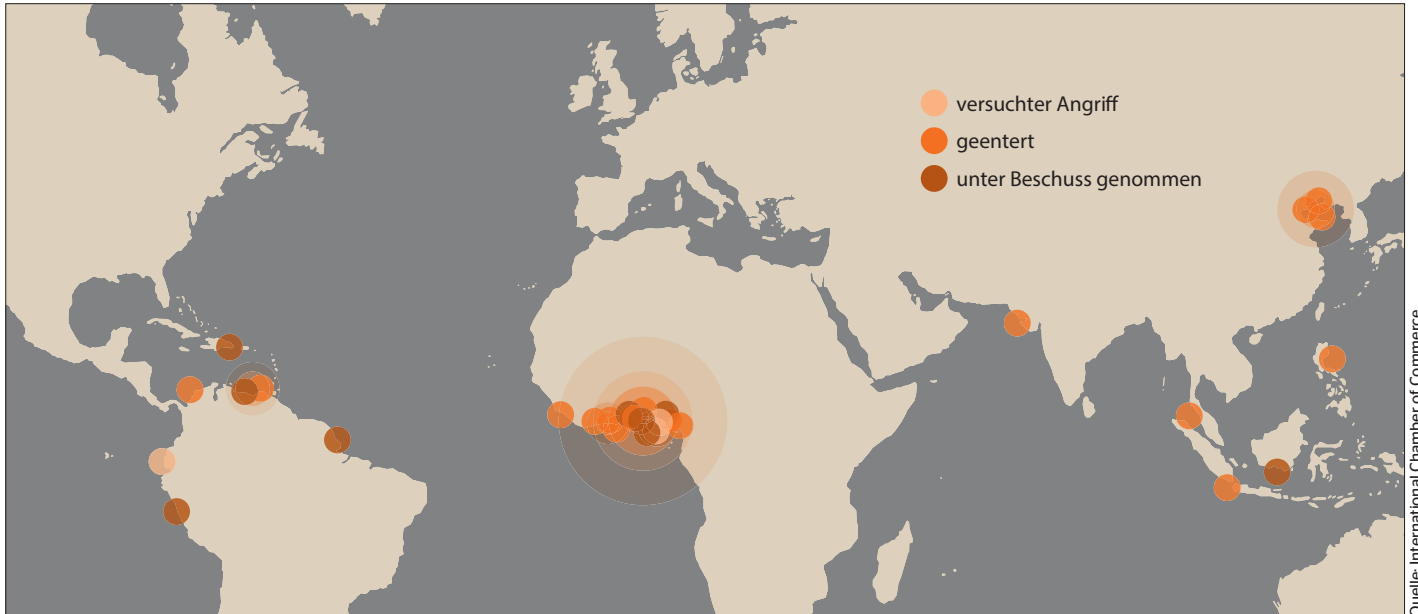 versuchter Angriff
geentert
unter Beschuss genommen
Quelle: International Chamber of Commerce